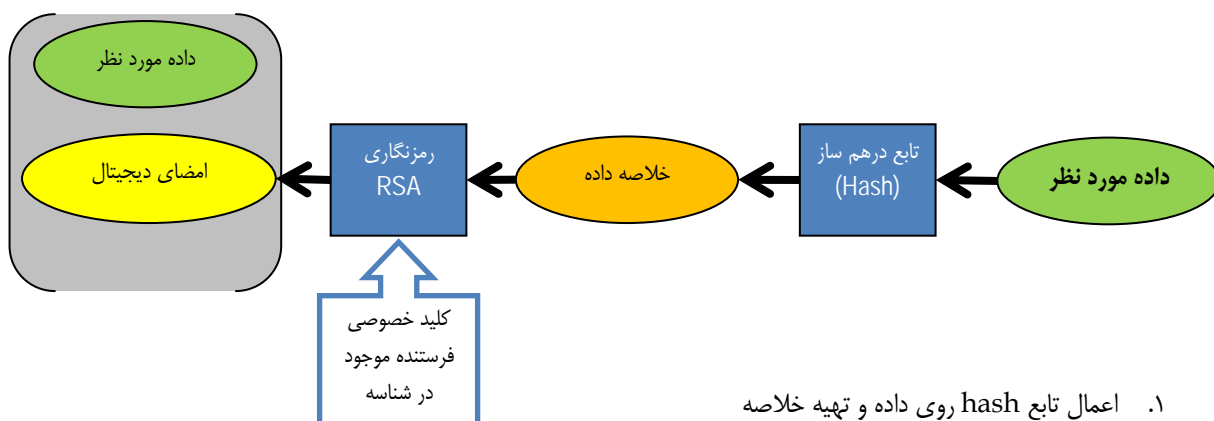 داده مورد نظر
تابع درهم ساز
(Hash)
خلاصه داده
رمزنگاری
RSA
داده مورد نظر
امضای دیجیتال
کلید خصوصی
فرستنده موجود
در شناسه
۱. اعمال تابع hash روی داده و تهیه خلاصه